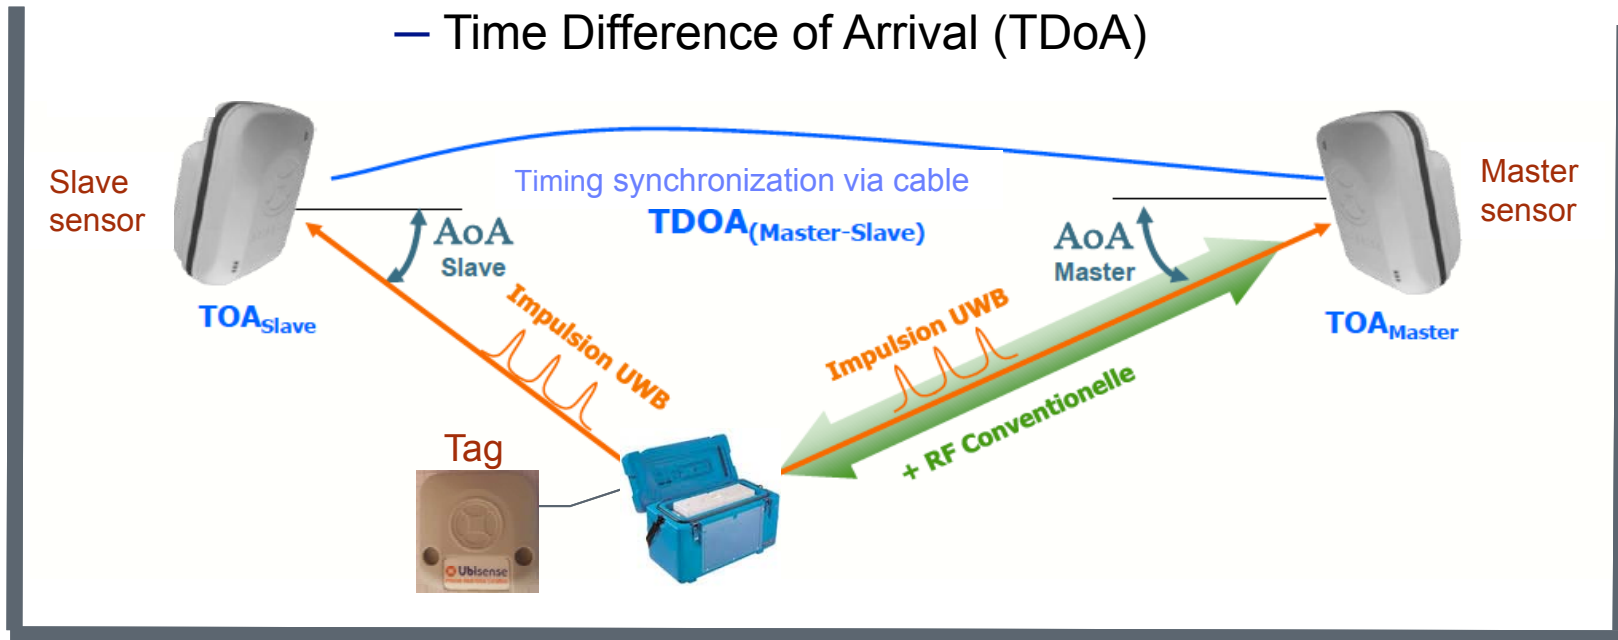 – Time Difference of Arrival (TDoA)
Slave
sensor
Timing synchronization via cable
TDOA(Master-Slave)
Master
sensor
AoA
Slave
AoA
Master
TOASlave
TOAMaster
Impulsion UWB
Impulsion UWB
+ RF Conventionelle
Tag
Ubisense